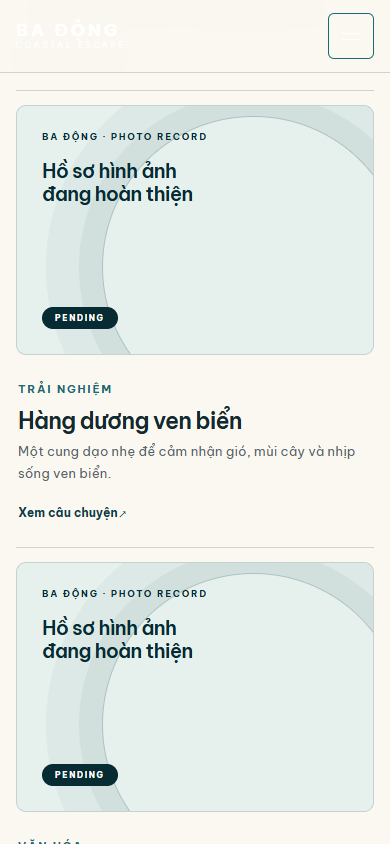 BA ĐỘNG
COASTAL ESCAPE
BA ĐỘNG · PHOTO RECORD
Hồ sơ hình ảnh
đang hoàn thiện
PENDING
TRẢI NGHIỆM
Hàng dương ven biển
Một cung dạo nhẹ để cảm nhận gió, mùi cây và nhịp
sống ven biển.
Xem câu chuyện↗
BA ĐỘNG · PHOTO RECORD
Hồ sơ hình ảnh
đang hoàn thiện
PENDING